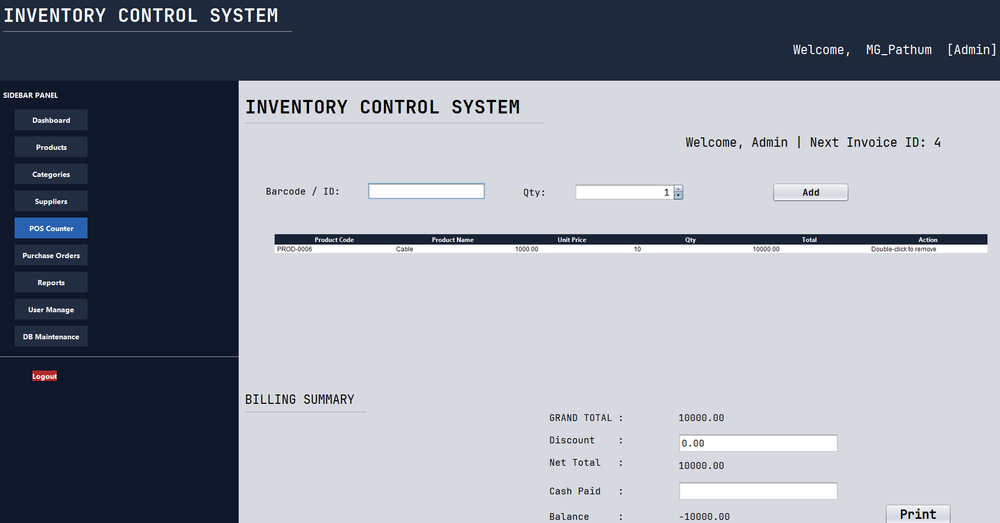 INVENTORY CONTROL SYSTEM
Welcome, MG_Pathum [Admin]
SIDEBAR PANEL
Dashboard
Products
Categories
Suppliers
POS Counter
Purchase Orders
Reports
User Manage
DB Maintenance
Logout
INVENTORY CONTROL SYSTEM
Welcome, Admin | Next Invoice ID: 4
Barcode / ID: Qty: 1 Add
Product Code Product Name Unit Price Qty Total Action
PROD-0006 Cable 1000.00 10 10000.00 Double-click to remove
BILLING SUMMARY
GRAND TOTAL : 10000.00
Discount : 0.00
Net Total : 10000.00
Cash Paid :
Balance : -10000.00 Print